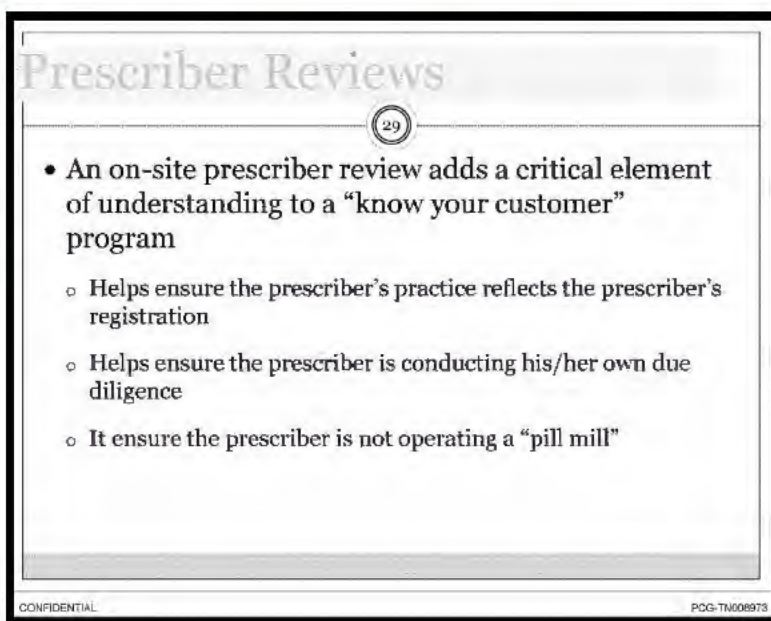 Prescriber Reviews
29
• An on-site prescriber review adds a critical element
of understanding to a “know your customer”
program
o Helps ensure the prescriber’s practice reflects the prescriber’s
registration
o Helps ensure the prescriber is conducting his/her own due
diligence
o It ensure the prescriber is not operating a “pill mill”
CONFIDENTIAL
PCG-TN008973